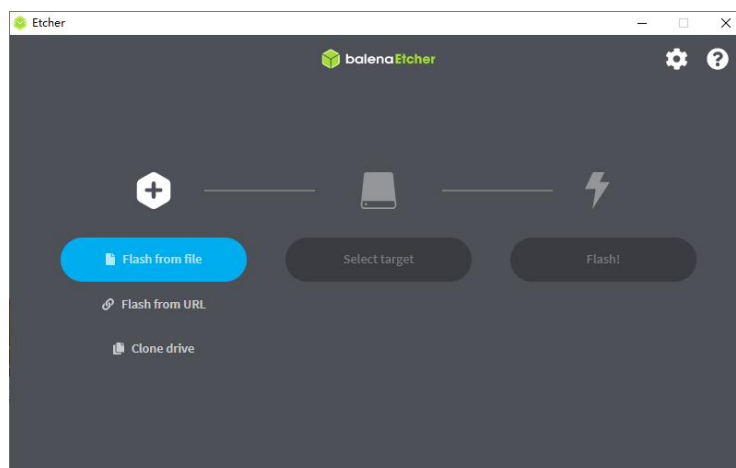 Etcher
balenaEtcher
Flash from file
Select target
Flash!
Flash from URL
Clone drive